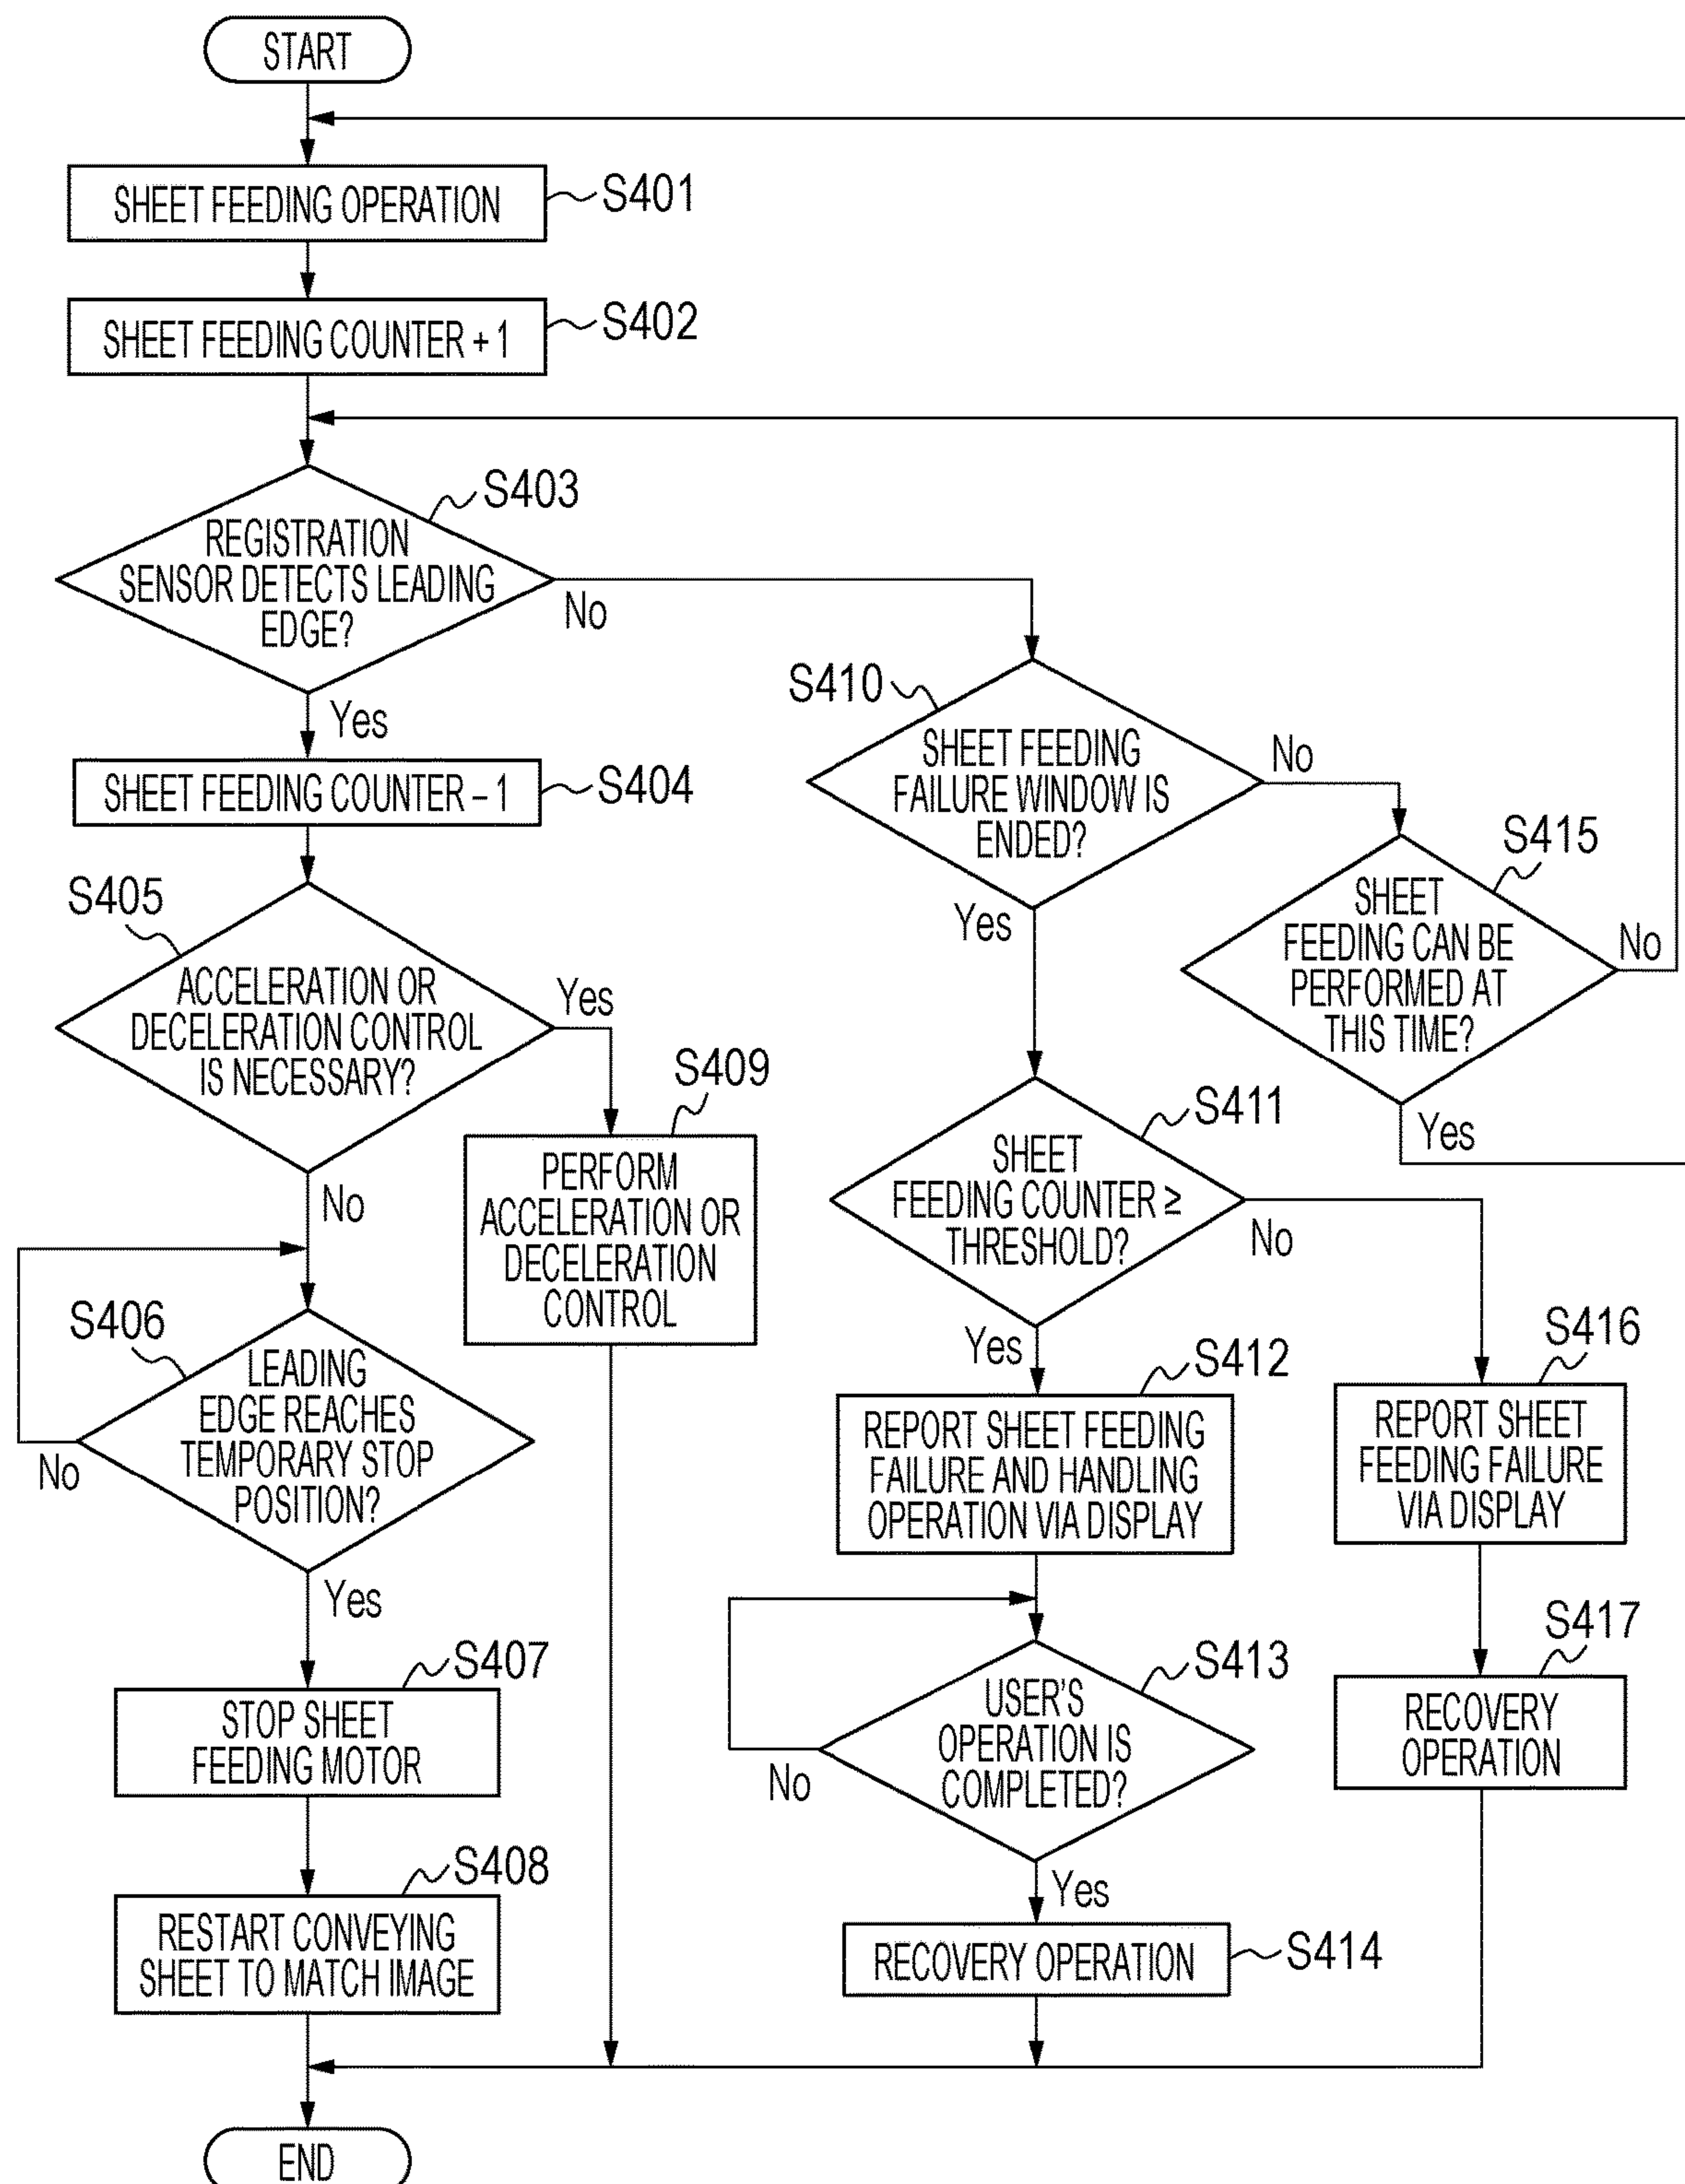 START
SHEET FEEDING OPERATION
S401
SHEET FEEDING COUNTER + 1
S402
S403
REGISTRATION
SENSOR DETECTS LEADING
EDGE?
No
Yes
SHEET FEEDING COUNTER – 1
S404
S405
ACCELERATION OR
DECELERATION CONTROL
IS NECESSARY?
Yes
No
S409
PERFORM
ACCELERATION OR
DECELERATION
CONTROL
S406
LEADING
EDGE REACHES
TEMPORARY STOP
POSITION?
No
Yes
S407
STOP SHEET
FEEDING MOTOR
S408
RESTART CONVEYING
SHEET TO MATCH IMAGE
END
S410
SHEET FEEDING
FAILURE WINDOW IS
ENDED?
No
Yes
S415
SHEET
FEEDING CAN BE
PERFORMED AT
THIS TIME?
No
Yes
S411
SHEET
FEEDING COUNTER ≥
THRESHOLD?
No
Yes
S412
REPORT SHEET FEEDING
FAILURE AND HANDLING
OPERATION VIA DISPLAY
S413
USER'S
OPERATION IS
COMPLETED?
No
Yes
RECOVERY OPERATION
S414
S416
REPORT SHEET
FEEDING FAILURE
VIA DISPLAY
S417
RECOVERY
OPERATION